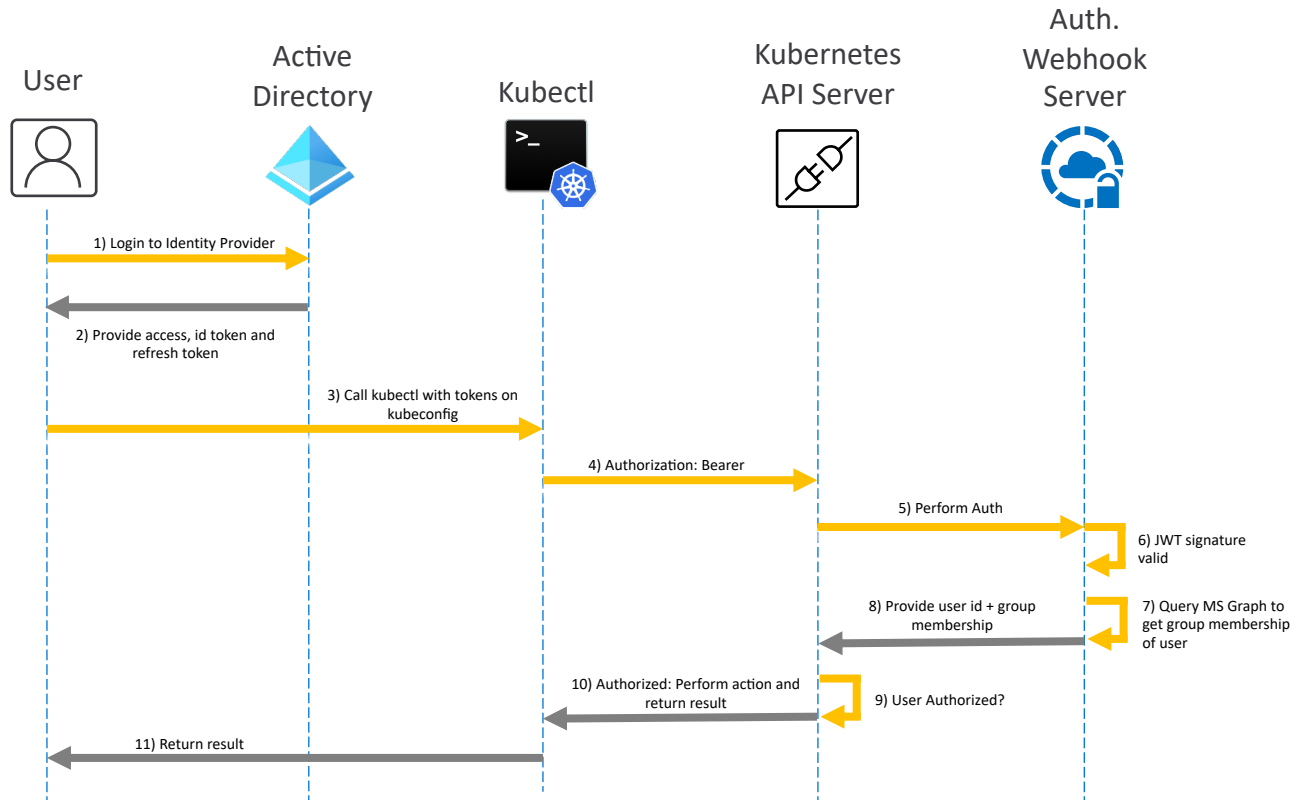 User
Active
Directory
Kubectl
>_
Kubernetes
API Server
Auth.
Webhook
Server
1) Login to Identity Provider
2) Provide access, id token and
refresh token
3) Call kubectl with tokens on
kubeconfig
4) Authorization: Bearer
5) Perform Auth
6) JWT signature
valid
7) Query MS Graph to
get group membership
of user
8) Provide user id + group
membership
9) User Authorized?
10) Authorized: Perform action and
return result
11) Return result